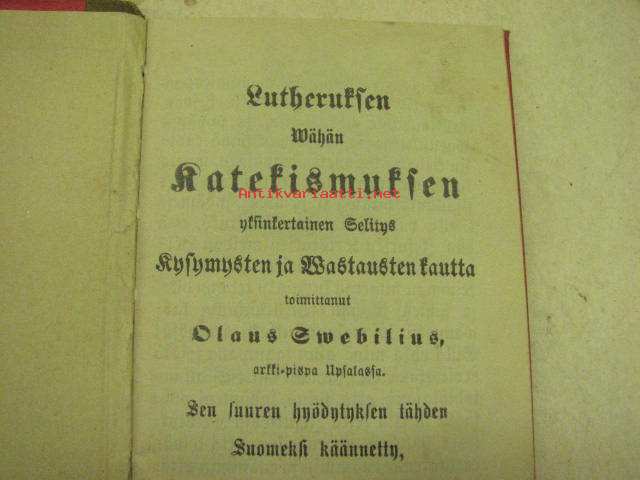 Lutheruksen
Wähän
Katekismuksen
Antikvariaatti.net
yksinkertainen Selitys
Kysymysten ja Wastausten kautta
toimittanut
Olaus Swebilius,
arkki-pispa Upsalassa.
Sen suuren hyödytyksen tähden
Suomeksi käännetty,